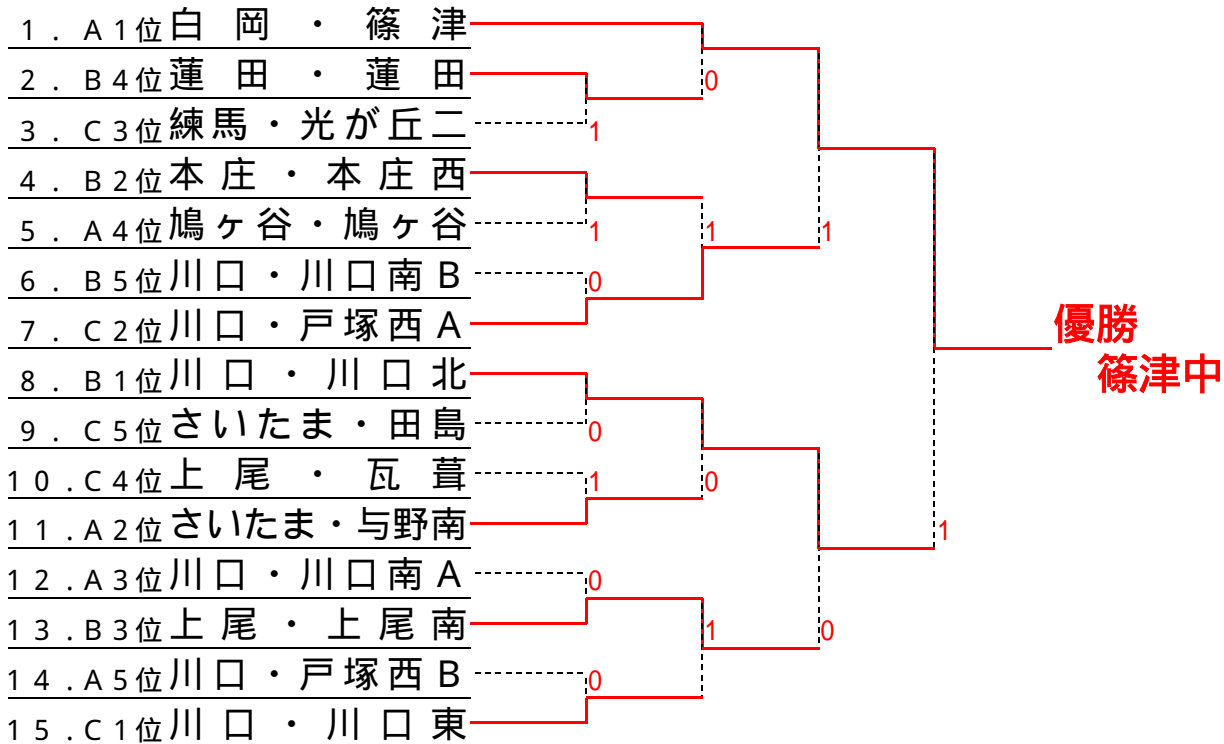 1．A1位 白岡・篠津
2．B4位 蓮田・蓮田
0
3．C3位 練馬・光が丘二
1
4．B2位 本庄・本庄西
5．A4位 鳩ヶ谷・鳩ヶ谷
1 1 1
6．B5位 川口・川口南B
0
7．C2位 川口・戸塚西A
優勝
篠津中
8．B1位 川口・川口北
9．C5位 さいたま・田島
0
10．C4位 上尾・瓦葺
1 0
11．A2位 さいたま・与野南
1
12．A3位 川口・川口南A
0
13．B3位 上尾・上尾南
1 0
14．A5位 川口・戸塚西B
0
15．C1位 川口・川口東